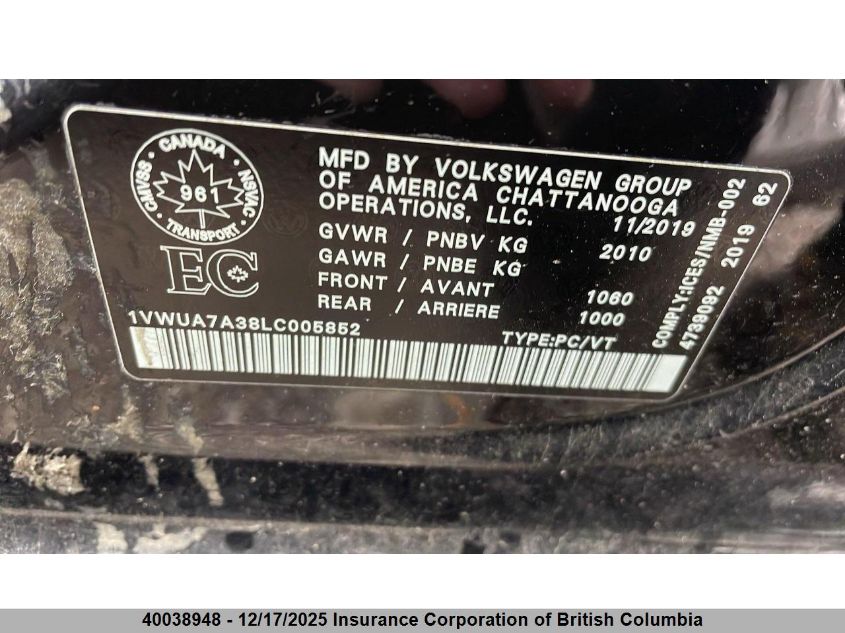 CANADA
CMVSS
961
NSVAC
TRANSPORT
EC
MFD BY VOLKSWAGEN GROUP
OF AMERICA CHATTANOOGA
OPERATIONS, LLC. 11/2019
GVWR / PNBV KG 2010
GAWR / PNBE KG
FRONT / AVANT 1060
REAR / ARRIERE 1000
1VWUA7A38LC005852 TYPE:PC/VT
COMPLY:ICES/NMB-002
4739092 2019 62
40038948 - 12/17/2025 Insurance Corporation of British Columbia